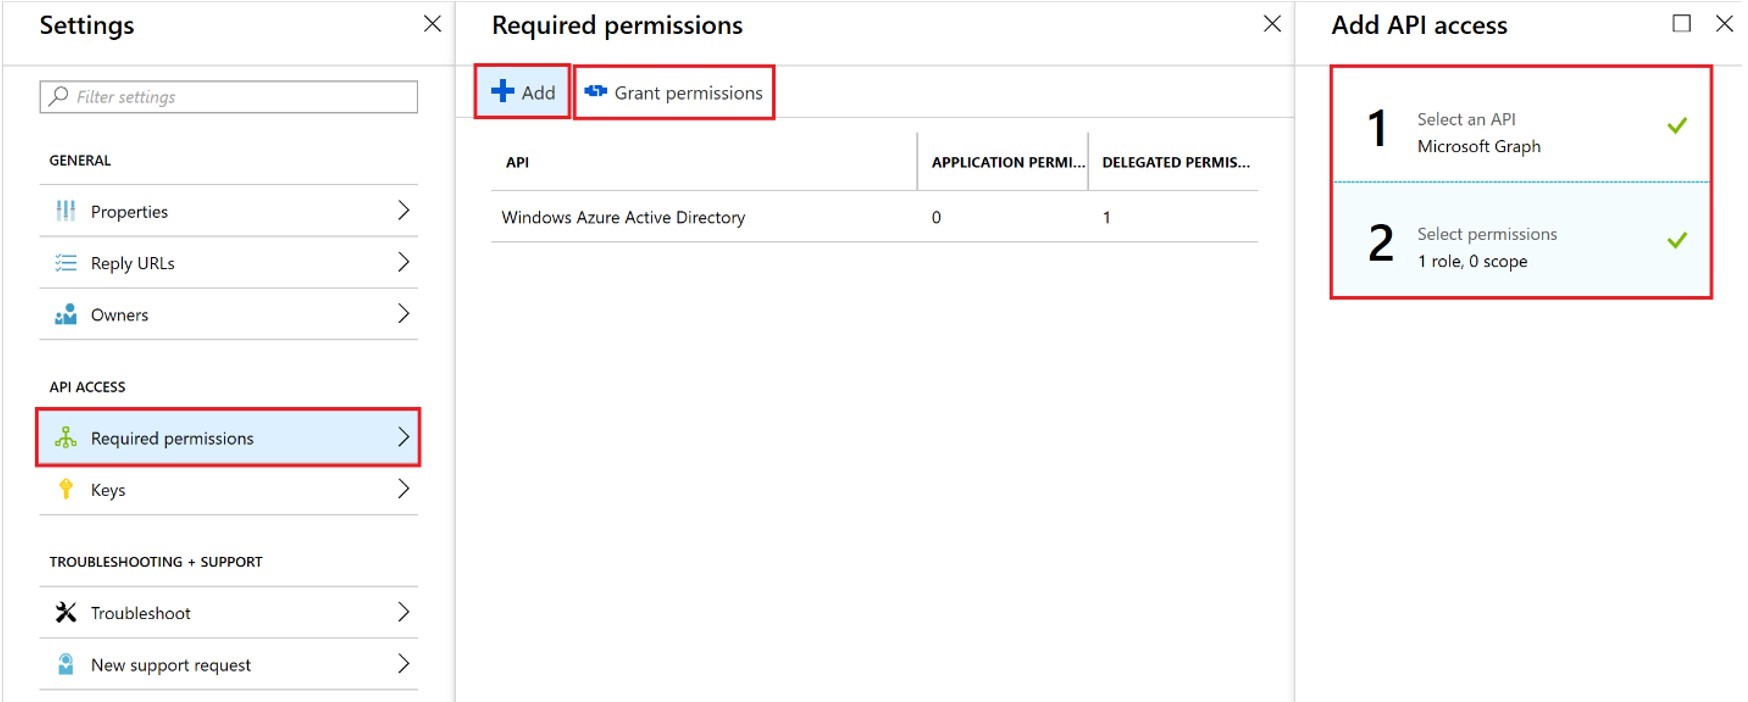 Settings
Filter settings
GENERAL
Properties
Reply URLs
Owners
API ACCESS
Required permissions
Keys
TROUBLESHOOTING + SUPPORT
Troubleshoot
New support request
Required permissions
Add
Grant permissions
API
APPLICATION PERMI...
DELEGATED PERMIS...
Windows Azure Active Directory
0
1
Add API access
1
Select an API
Microsoft Graph
2
Select permissions
1 role, 0 scope